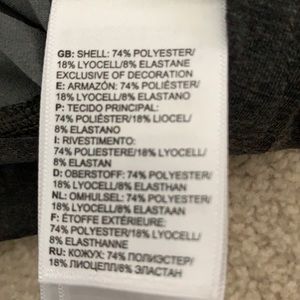 GB: SHELL: 74% POLYESTER/
18% LYOCELL/8% ELASTANE
EXCLUSIVE OF DECORATION
E: ARMAZÓN: 74% POLIÉSTER/
18% LYOCELL/8% ELASTANO
P: TECIDO PRINCIPAL:
74% POLIÉSTER/18% LIOCEL/
8% ELASTANO
I: RIVESTIMENTO:
74% POLIESTERE/18% LYOCELL/
8% ELASTAN
D: OBERSTOFF: 74% POLYESTER/
18% LYOCELL/8% ELASTHAN
NL: OMHULSEL: 74% POLYESTER/
18% LYOCELL/8% ELASTAAN
F: ÉTOFFE EXTÉRIEURE:
74% POLYESTER/18% LYOCELL/
8% ELASTHANNE
RU: КОЖУХ: 74% ПОЛИЭСТЕР/
18% ЛИОЦЕЛЛ/8% ЭЛАСТАН